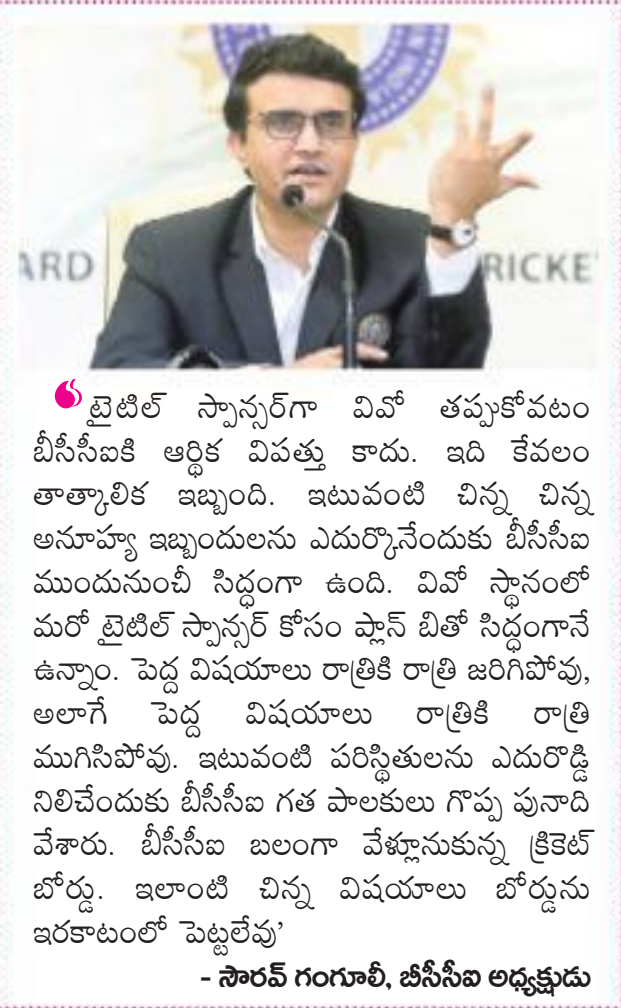 ARD
RICKE
టైటిల్ స్పాన్సర్‌గా వివో తప్పుకోవటం
బీసీసీఐకి ఆర్థిక విపత్తు కాదు. ఇది కేవలం
తాత్కాలిక ఇబ్బంది. ఇటువంటి చిన్న చిన్న
అనూహ్య ఇబ్బందులను ఎదుర్కొనేందుకు బీసీసీఐ
ముందునుంచీ సిద్ధంగా ఉంది. వివో స్థానంలో
మరో టైటిల్ స్పాన్సర్ కోసం ప్లాన్ బితో సిద్ధంగానే
ఉన్నాం. పెద్ద విషయాలు రాత్రికి రాత్రి జరిగిపోవు,
అలాగే పెద్ద విషయాలు రాత్రికి రాత్రి
ముగిసిపోవు. ఇటువంటి పరిస్థితులను ఎదురొడ్డి
నిలిచేందుకు బీసీసీఐ గత పాలకులు గొప్ప పునాది
వేశారు. బీసీసీఐ బలంగా వేళ్లూనుకున్న క్రికెట్
బోర్డు. ఇలాంటి చిన్న విషయాలు బోర్డును
ఇరకాటంలో పెట్టలేవు'
- సౌరవ్ గంగూలీ, బీసీసీఐ అధ్యక్షుడు